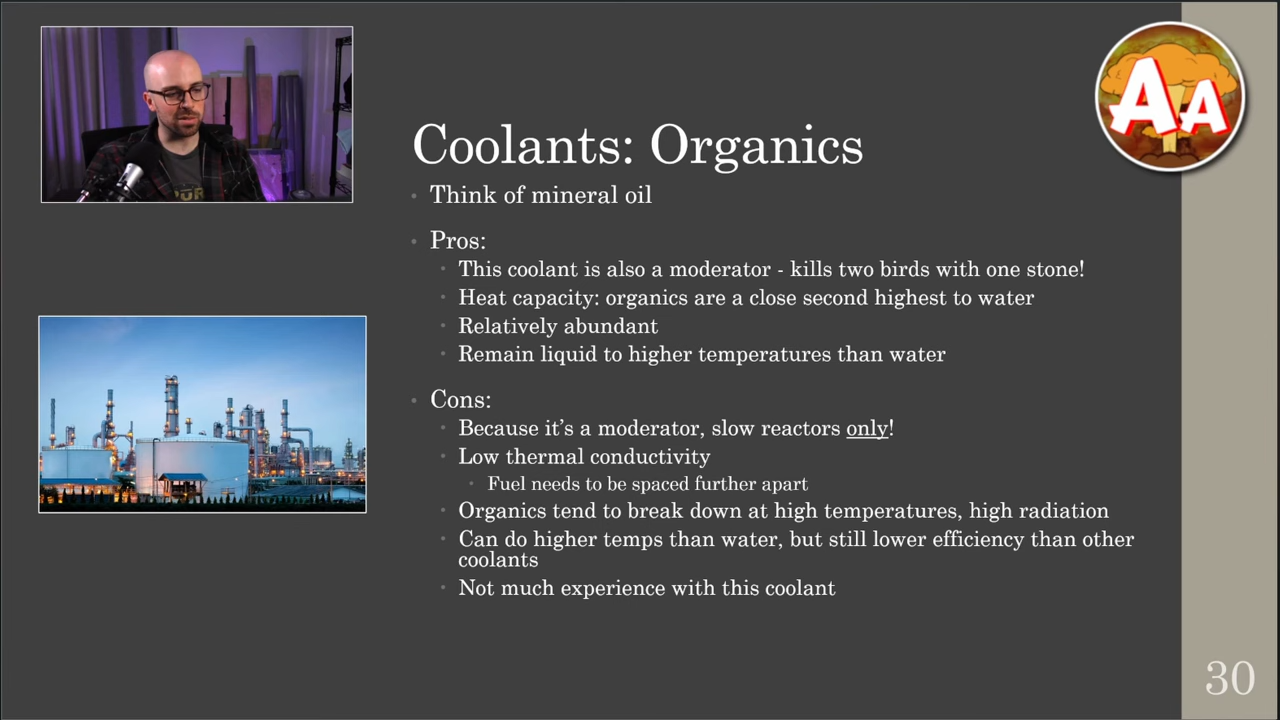 AA
Coolants: Organics
Think of mineral oil
Pros:
This coolant is also a moderator - kills two birds with one stone!
Heat capacity: organics are a close second highest to water
Relatively abundant
Remain liquid to higher temperatures than water
Cons:
Because it’s a moderator, slow reactors only!
Low thermal conductivity
Fuel needs to be spaced further apart
Organics tend to break down at high temperatures, high radiation
Can do higher temps than water, but still lower efficiency than other
coolants
Not much experience with this coolant
30